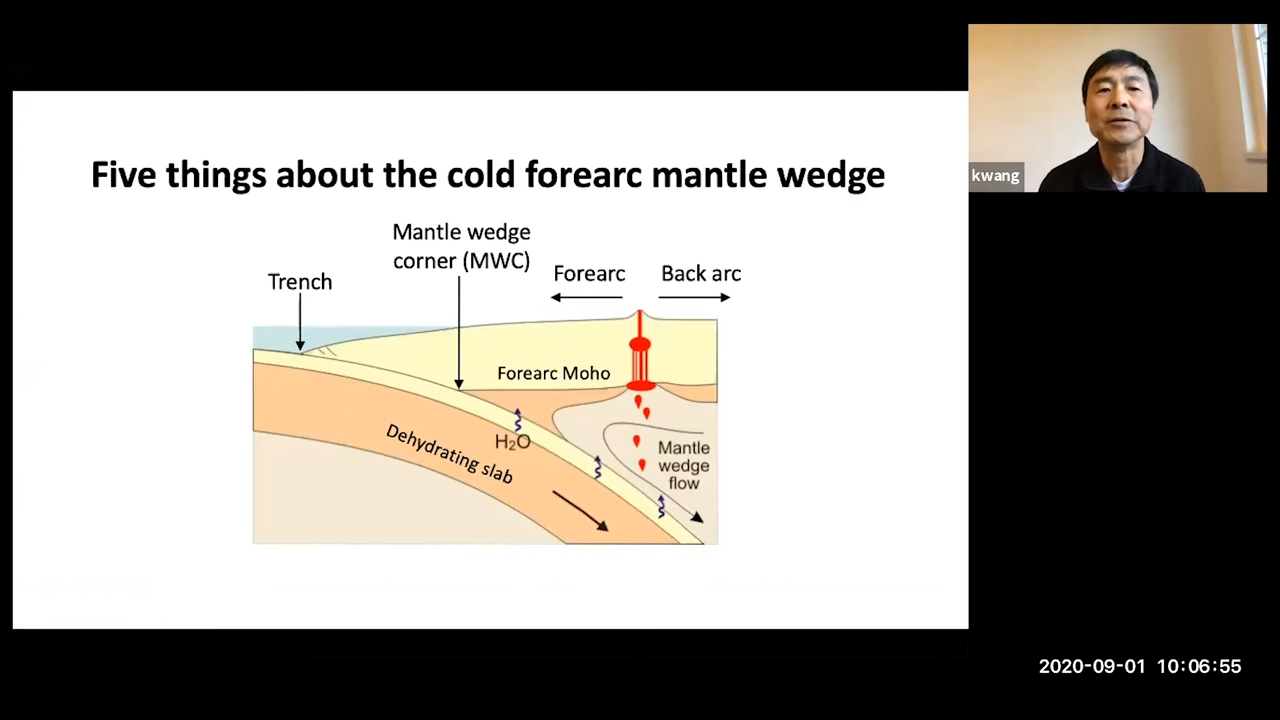 kwang
Five things about the cold forearc mantle wedge
Mantle wedge
corner (MWC)
Trench
Forearc
Back arc
Forearc Moho
H₂O
Dehydrating slab
Mantle
wedge
flow
2020-09-01 10:06:55